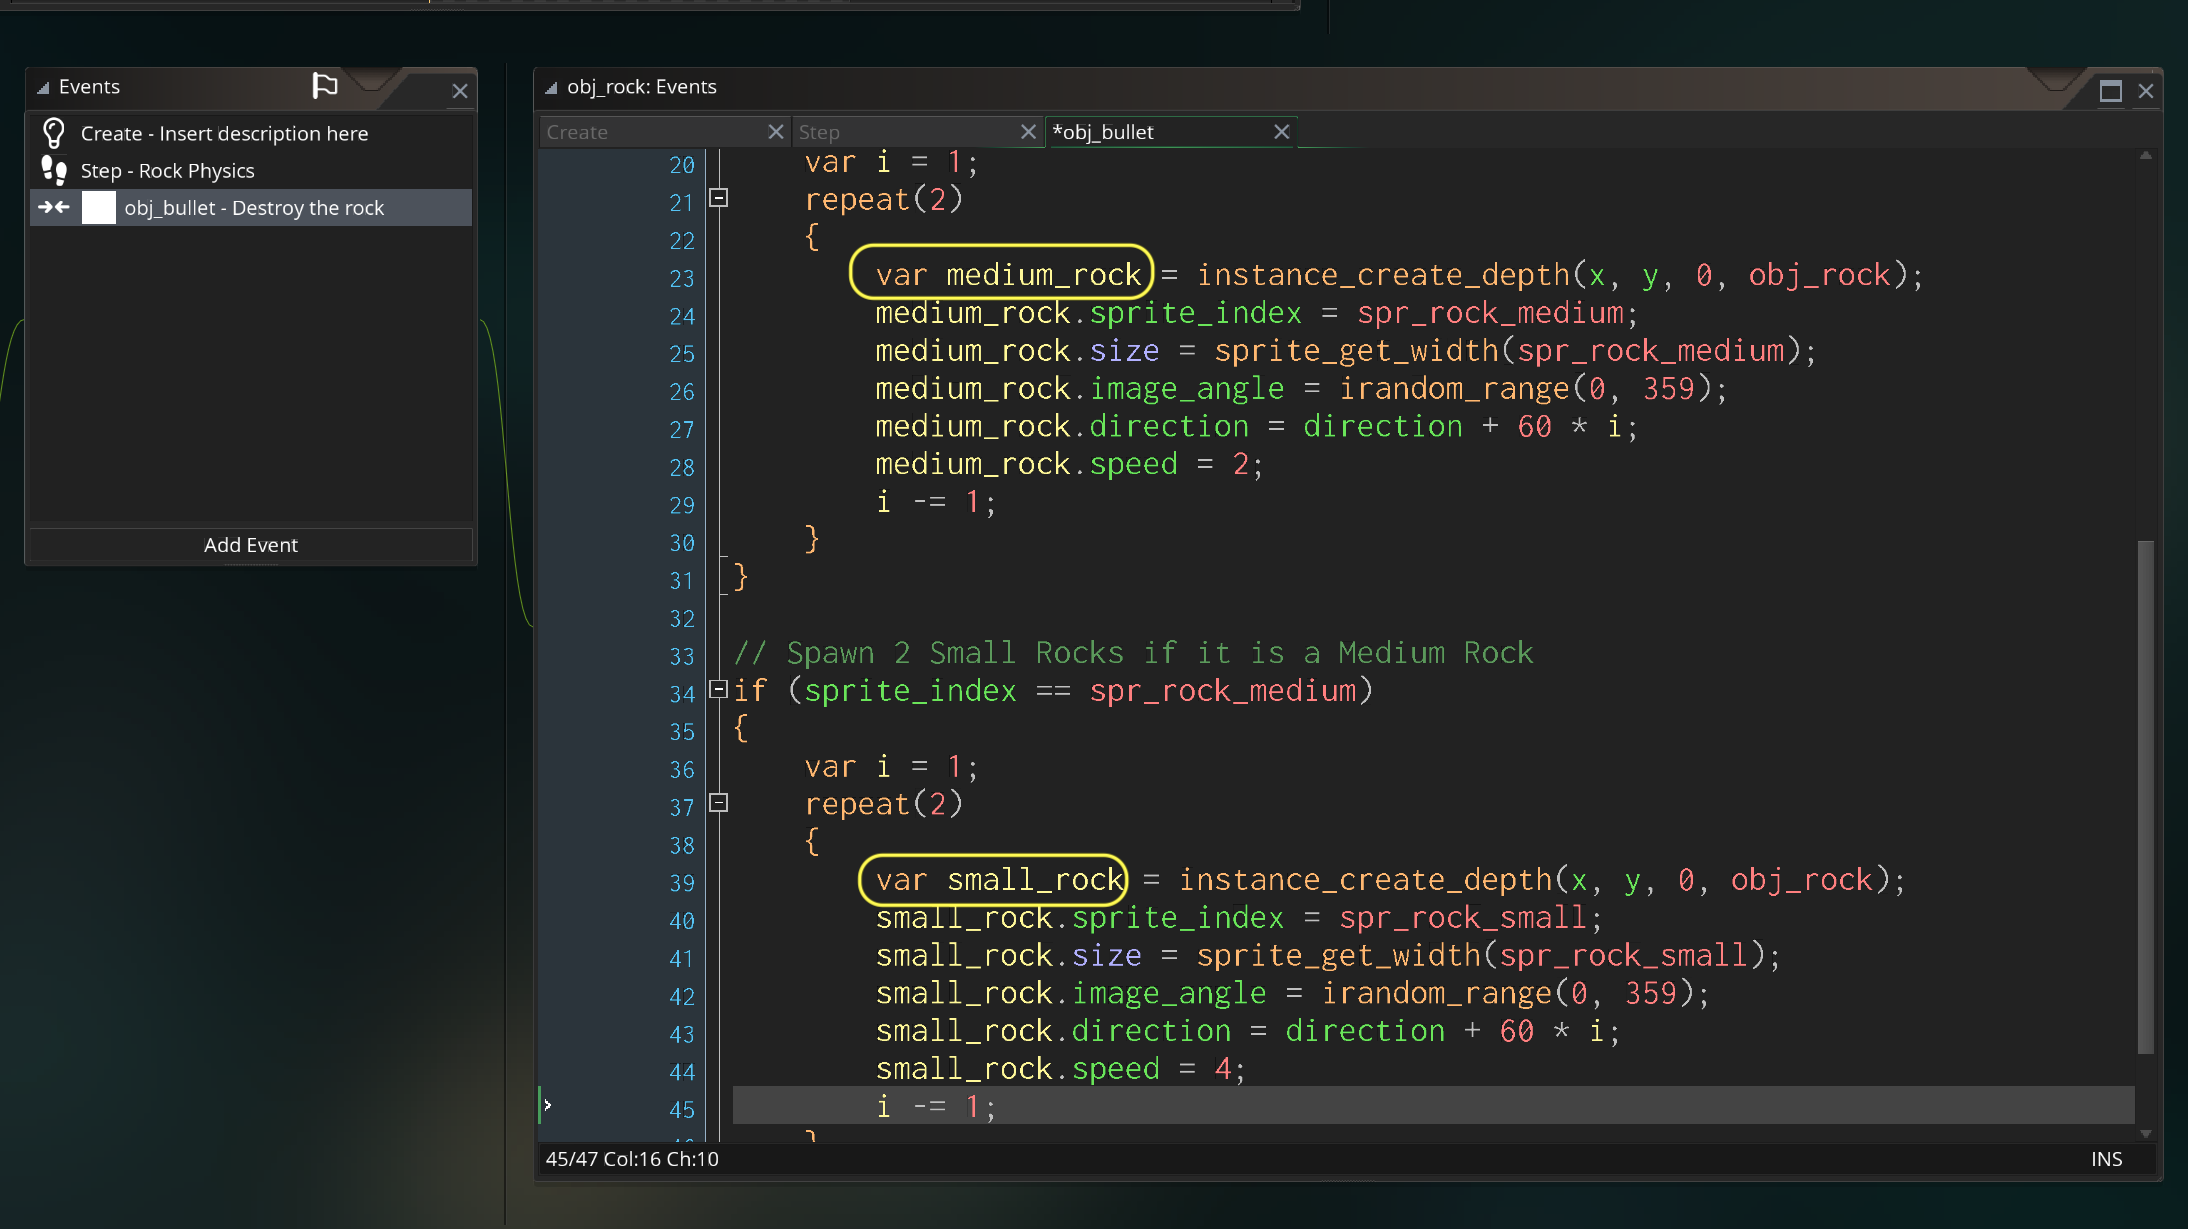 Events
Create - Insert description here
Step - Rock Physics
obj_bullet - Destroy the rock
Add Event
obj_rock: Events
Create
Step
*obj_bullet
20 var i = 1;
21 repeat(2)
22 {
23 var medium_rock = instance_create_depth(x, y, 0, obj_rock);
24 medium_rock.sprite_index = spr_rock_medium;
25 medium_rock.size = sprite_get_width(spr_rock_medium);
26 medium_rock.image_angle = irandom_range(0, 359);
27 medium_rock.direction = direction + 60 * i;
28 medium_rock.speed = 2;
29 i -= 1;
30 }
31 }
32
33 // Spawn 2 Small Rocks if it is a Medium Rock
34 if (sprite_index == spr_rock_medium)
35 {
36 var i = 1;
37 repeat(2)
38 {
39 var small_rock = instance_create_depth(x, y, 0, obj_rock);
40 small_rock.sprite_index = spr_rock_small;
41 small_rock.size = sprite_get_width(spr_rock_small);
42 small_rock.image_angle = irandom_range(0, 359);
43 small_rock.direction = direction + 60 * i;
44 small_rock.speed = 4;
45 i -= 1;
}
45/47 Col:16 Ch:10
INS